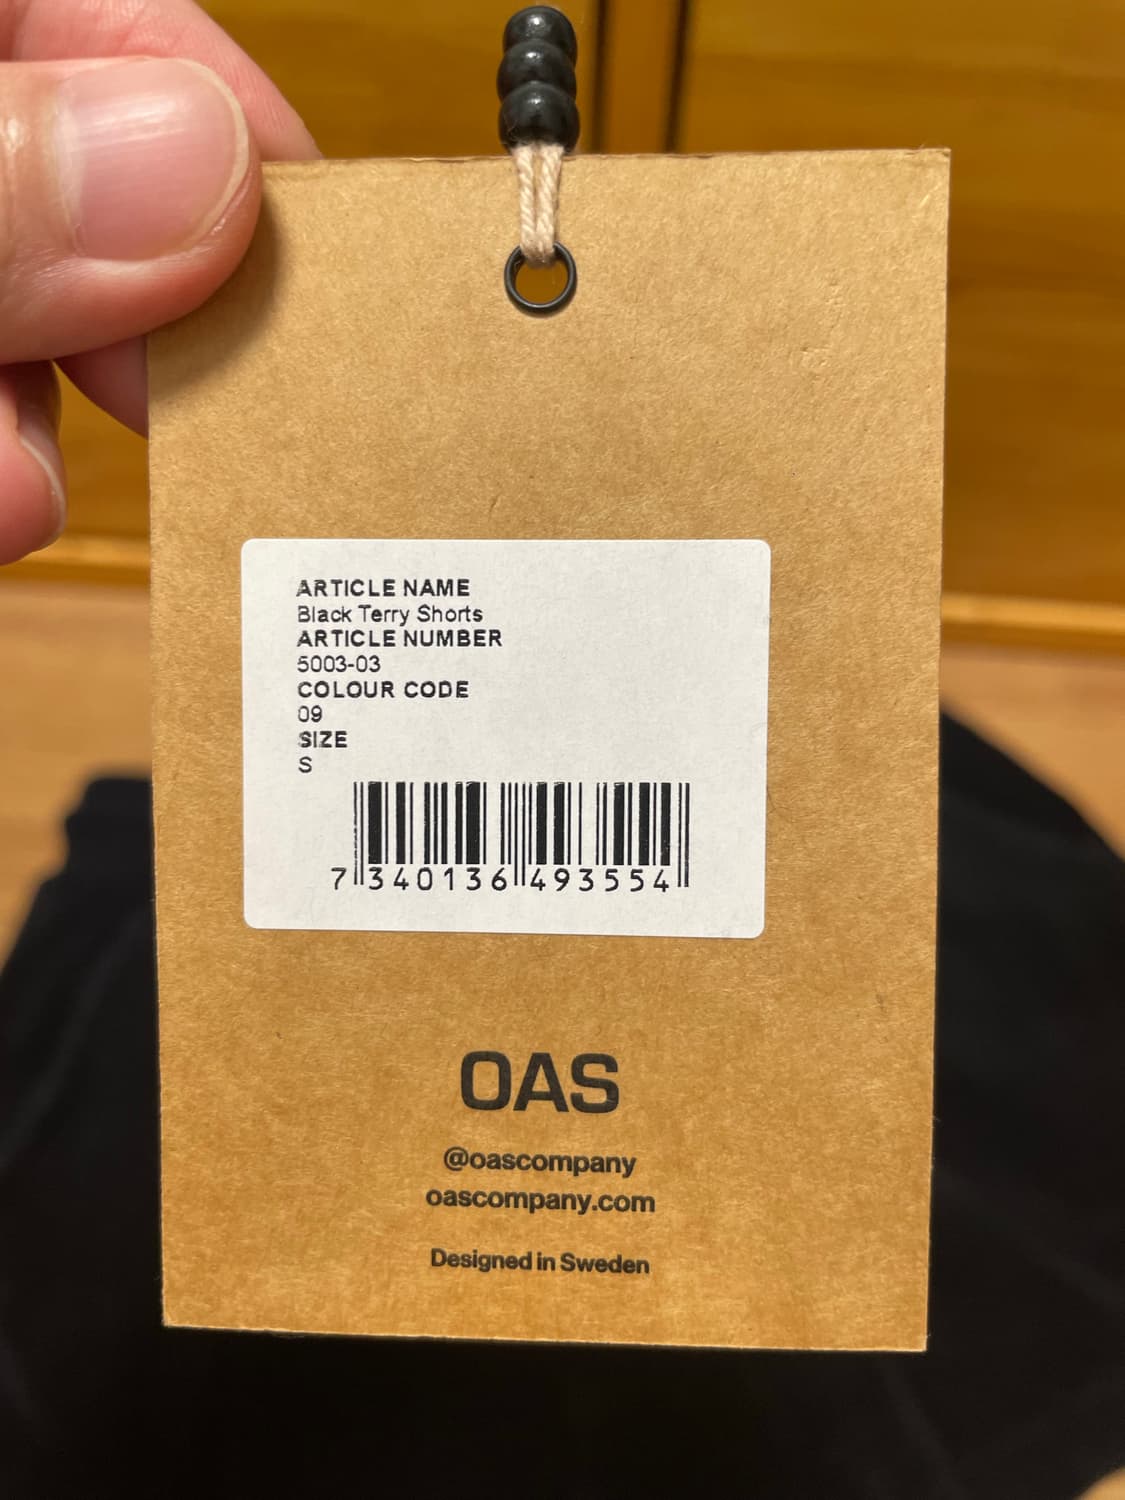 ARTICLE NAME
Black Terry Shorts
ARTICLE NUMBER
5003-03
COLOUR CODE
09
SIZE
S
7 340136 493554
OAS
@oascompany
oascompany.com
Designed in Sweden